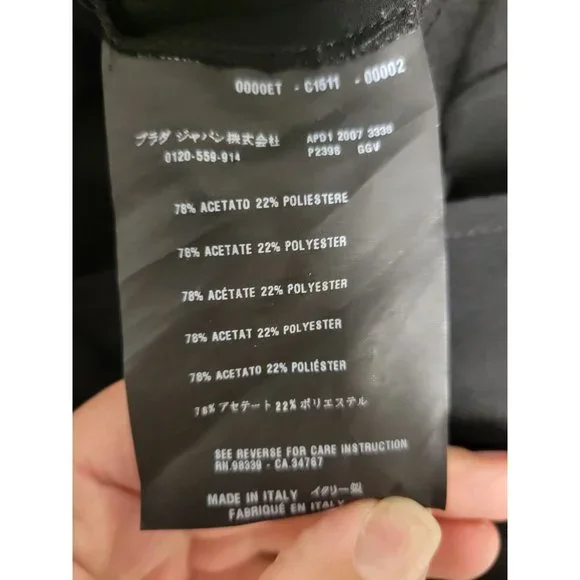 0000ET - C1511 - 00002
プラダ ジャパン株式会社 APD1 2007 3336
0120-559-914 P2396 GGV
78% ACETATO 22% POLIESTERE
78% ACETATE 22% POLYESTER
78% ACÉTATE 22% POLYESTER
78% ACETAT 22% POLYESTER
78% ACETATO 22% POLIÉSTER
78% アセテート 22% ポリエステル
SEE REVERSE FOR CARE INSTRUCTION
RN.98339 - CA.34767
MADE IN ITALY イタリー製
FABRIQUÉ EN ITALY